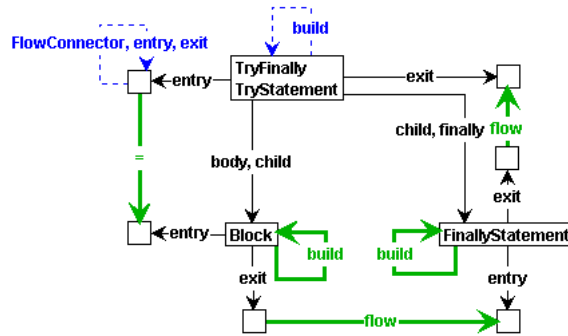 FlowConnector, entry, exit
build
TryFinally
TryStatement
entry
exit
child, finally
flow
=
body, child
exit
entry
Block
build
build
FinallyStatement
exit
entry
flow